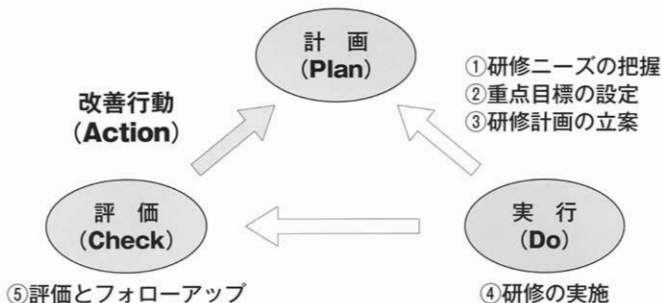 計　画
(Plan)
①研修ニーズの把握
②重点目標の設定
③研修計画の立案
改善行動
(Action)
評　価
(Check)
実　行
(Do)
⑤評価とフォローアップ
④研修の実施